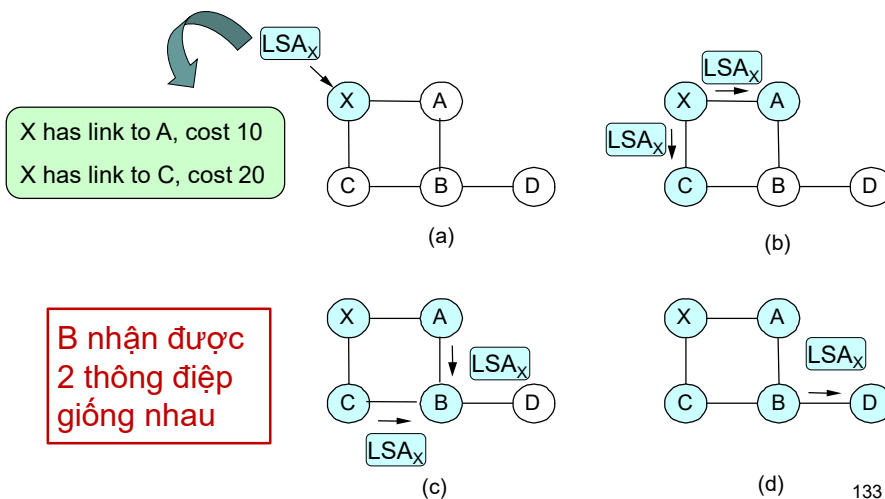 LSAX
X has link to A, cost 10
X has link to C, cost 20
X A
C B D
(a)
LSAX
X A
LSAX
C B D
(b)
B nhận được
2 thông điệp
giống nhau
X A
LSAX
C B D
LSAX
(c)
X A
LSAX
C B D
(d)
133